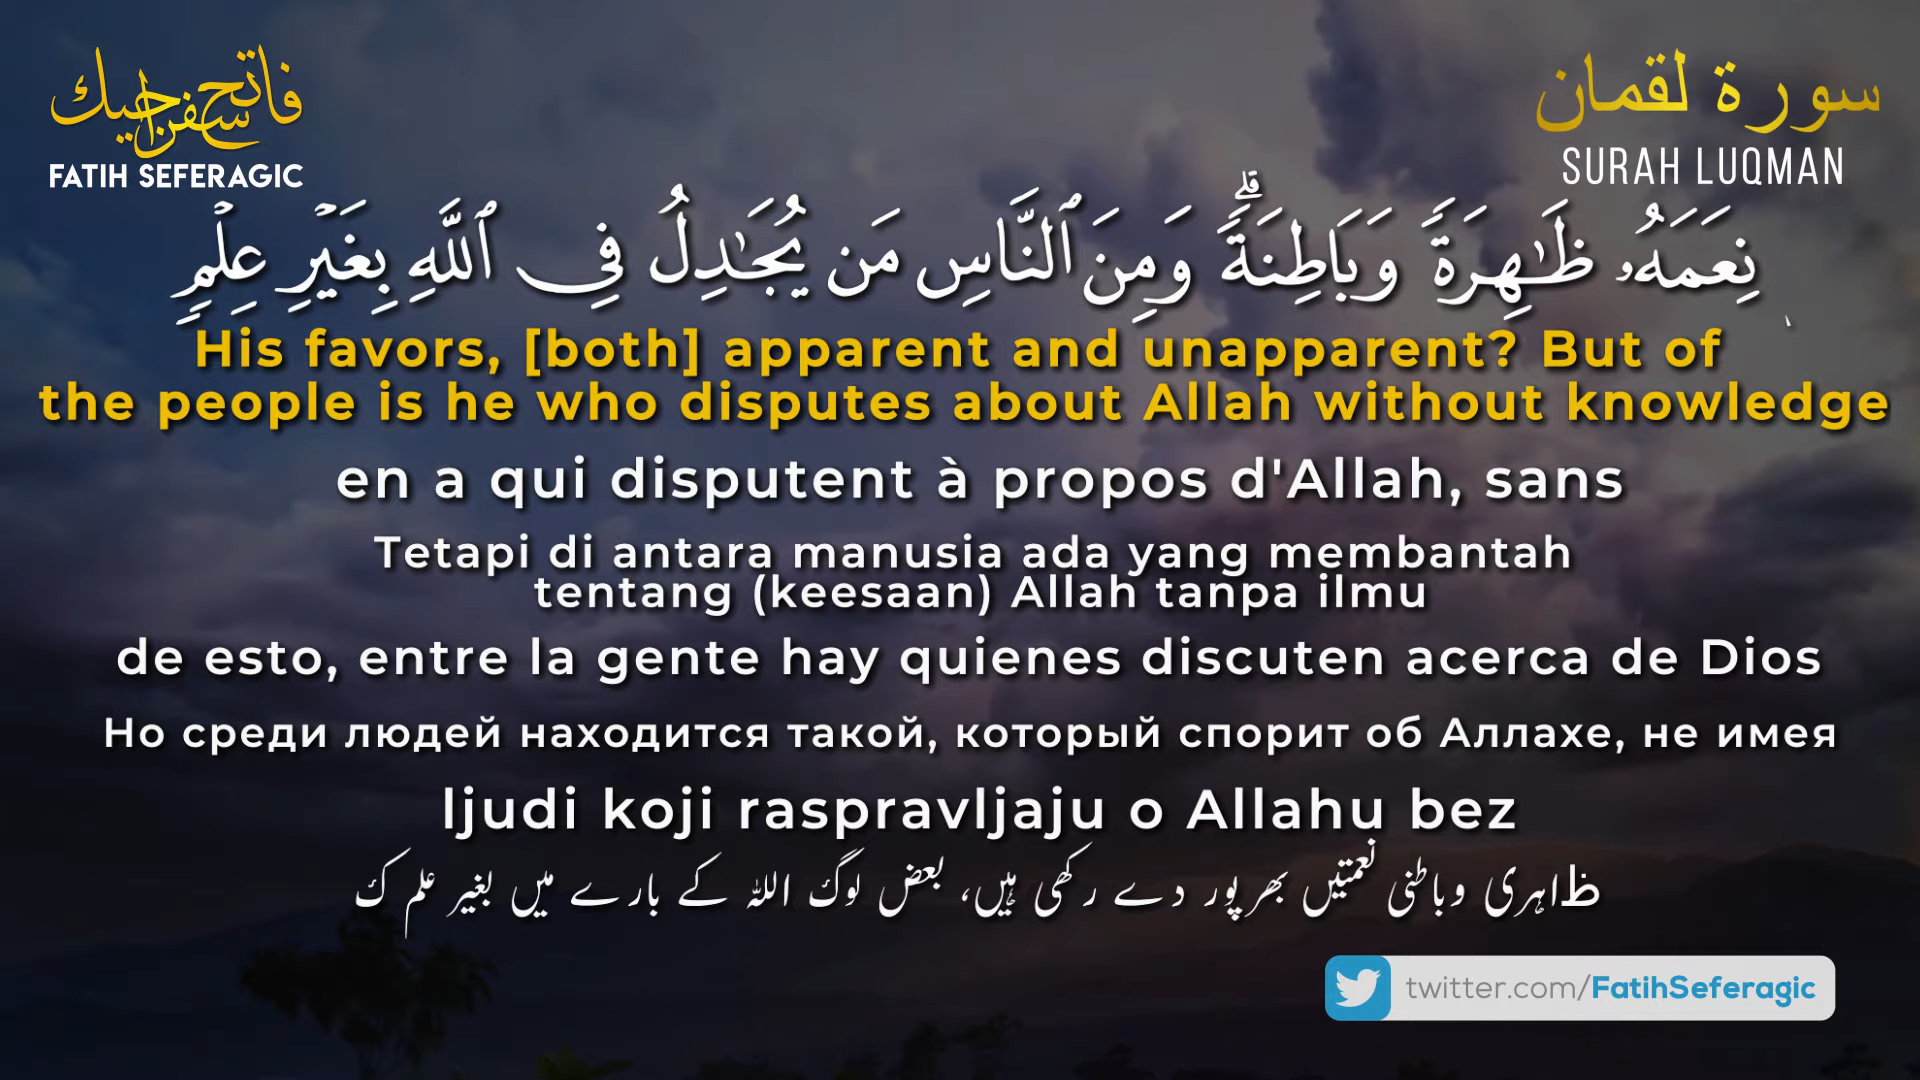 فاتح سفراجيك
FATIH SEFERAGIC
سورة لقمان
SURAH LUQMAN
نِعَمَهُۥ ظَٰهِرَةً وَبَاطِنَةً ۗ وَمِنَ ٱلنَّاسِ مَن يُجَٰدِلُ فِى ٱللَّهِ بِغَيْرِ عِلْمٍ
His favors, [both] apparent and unapparent? But of
the people is he who disputes about Allah without knowledge
en a qui disputent à propos d'Allah, sans
Tetapi di antara manusia ada yang membantah
tentang (keesaan) Allah tanpa ilmu
de esto, entre la gente hay quienes discuten acerca de Dios
Но среди людей находится такой, который спорит об Аллахе, не имея
ljudi koji raspravljaju o Allahu bez
ظاہری وباطنی نعمتیں بھرپور دے رکھی ہیں، بعض لوگ اللہ کے بارے میں بغیر علم ک
twitter.com/FatihSeferagic